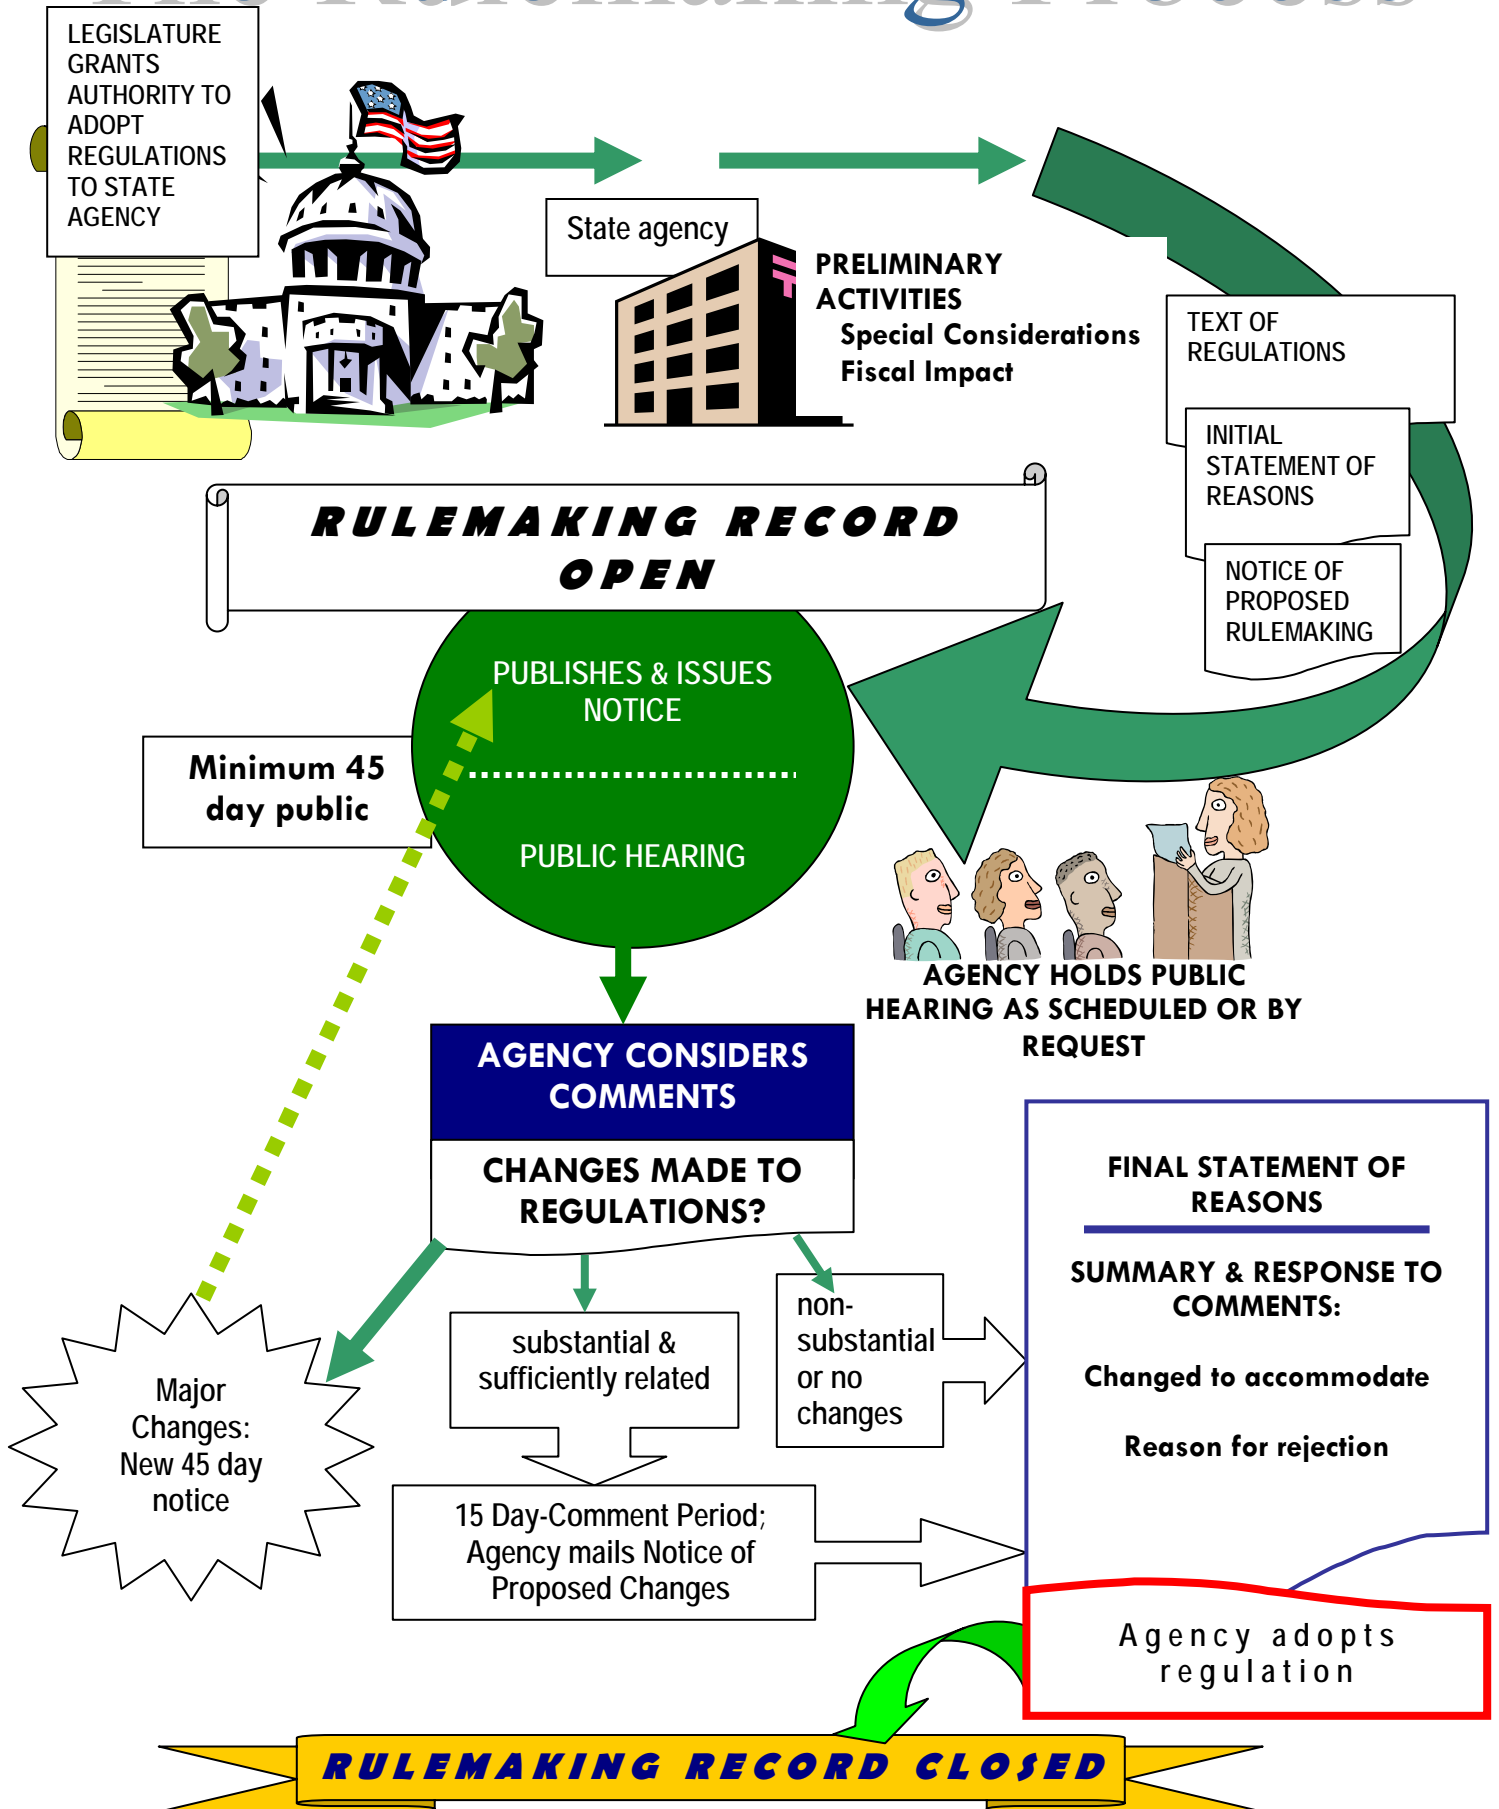 The Rulemaking Process
LEGISLATURE
GRANTS
AUTHORITY TO
ADOPT
REGULATIONS
TO STATE
AGENCY
State agency
PRELIMINARY
ACTIVITIES
Special Considerations
Fiscal Impact
TEXT OF
REGULATIONS
INITIAL
STATEMENT OF
REASONS
NOTICE OF
PROPOSED
RULEMAKING
RULEMAKING RECORD
OPEN
PUBLISHES & ISSUES
NOTICE
Minimum 45
day public
PUBLIC HEARING
AGENCY HOLDS PUBLIC
HEARING AS SCHEDULED OR BY
REQUEST
AGENCY CONSIDERS
COMMENTS
CHANGES MADE TO
REGULATIONS?
Major
Changes:
New 45 day
notice
substantial &
sufficiently related
non-
substantial
or no
changes
15 Day-Comment Period;
Agency mails Notice of
Proposed Changes
FINAL STATEMENT OF
REASONS
SUMMARY & RESPONSE TO
COMMENTS:
Changed to accommodate
Reason for rejection
Agency adopts
regulation
RULEMAKING RECORD CLOSED